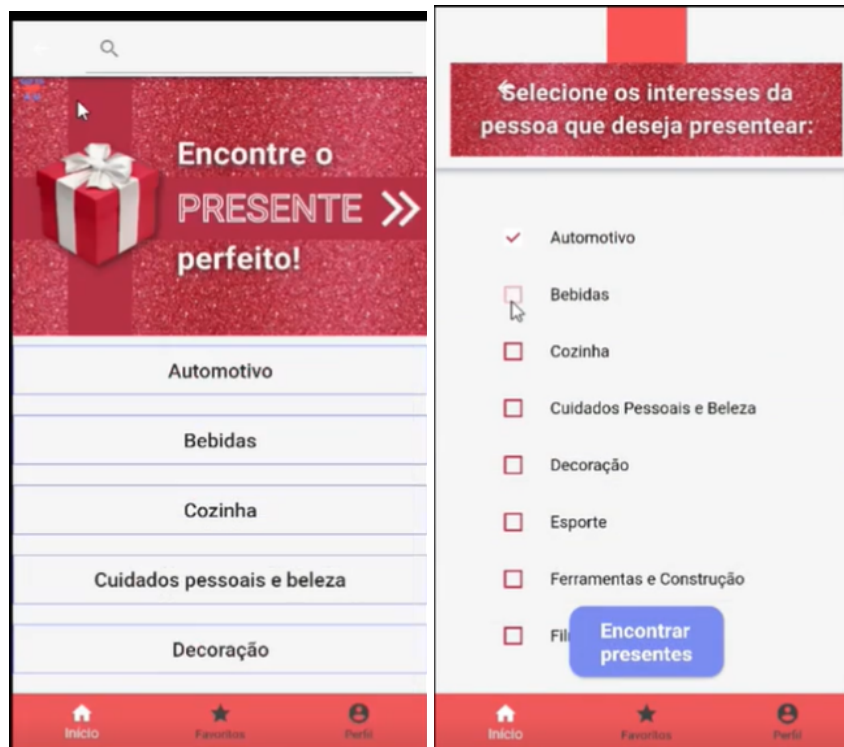 Encontre o
PRESENTE
perfeito!
Automotivo
Bebidas
Cozinha
Cuidados pessoais e beleza
Decoração
Início
Favoritos
Perfil
Selecione os interesses da
pessoa que deseja presentear:
Automotivo
Bebidas
Cozinha
Cuidados Pessoais e Beleza
Decoração
Esporte
Ferramentas e Construção
Encontrar
presentes
Início
Favoritos
Perfil